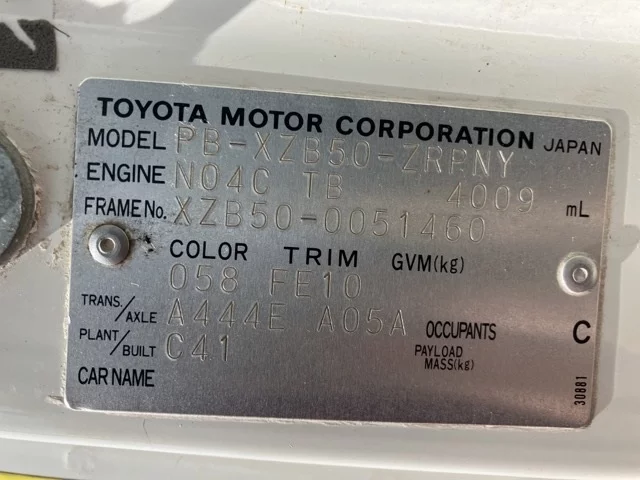 TOYOTA MOTOR CORPORATION JAPAN
MODEL PB-XZB50-ZRPNY
ENGINE N04C TB 4009 mL
FRAME No. XZB50-0051460
COLOR TRIM GVM(kg)
058 FE10
TRANS./AXLE A444E A05A OCCUPANTS C
PLANT/BUILT C41 PAYLOAD MASS(kg)
CAR NAME
30881